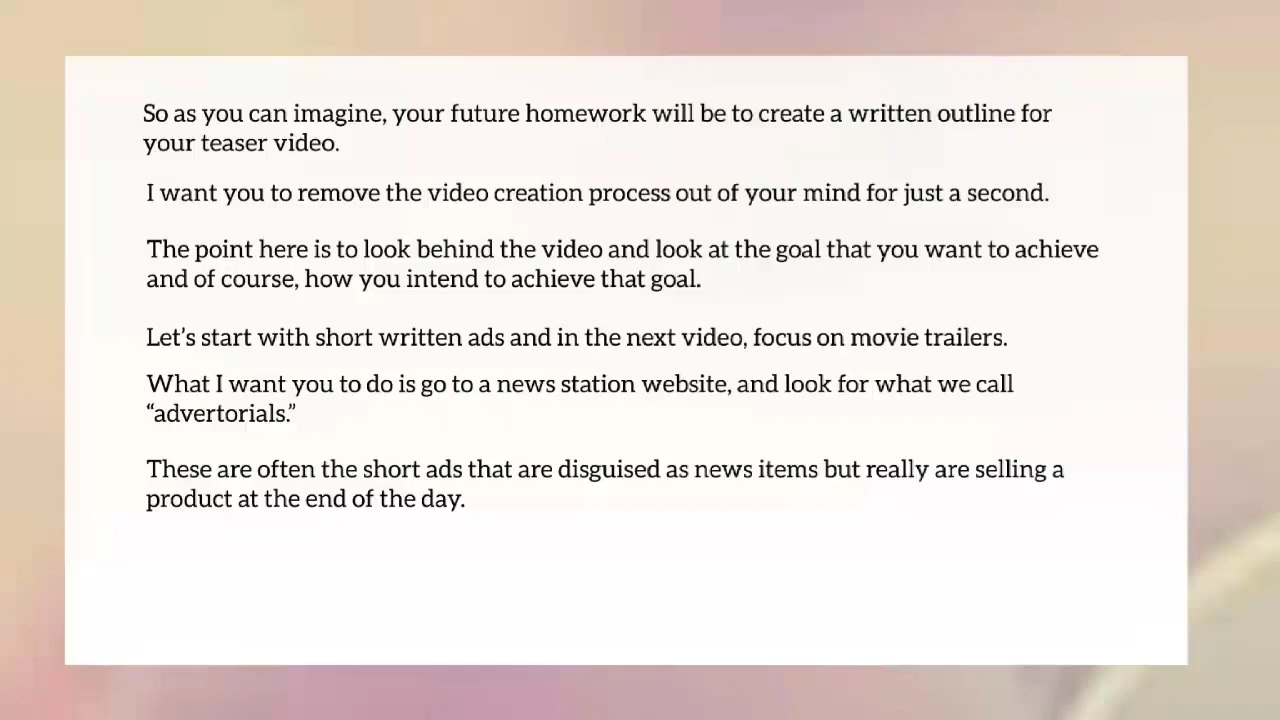 So as you can imagine, your future homework will be to create a written outline for
your teaser video.
I want you to remove the video creation process out of your mind for just a second.
The point here is to look behind the video and look at the goal that you want to achieve
and of course, how you intend to achieve that goal.
Let’s start with short written ads and in the next video, focus on movie trailers.
What I want you to do is go to a news station website, and look for what we call
“advertorials.”
These are often the short ads that are disguised as news items but really are selling a
product at the end of the day.